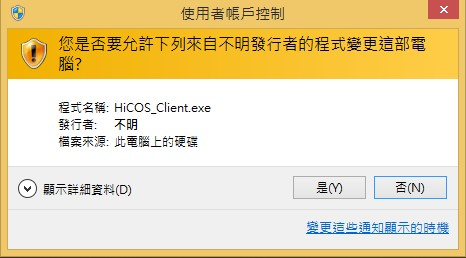 使用者帳戶控制
您是否要允許下列來自不明發行者的程式變更這部電
腦?
程式名稱: HiCOS_Client.exe
發行者: 不明
檔案來源: 此電腦上的硬碟
顯示詳細資料(D)
是(Y)
否(N)
變更這些通知顯示的時機